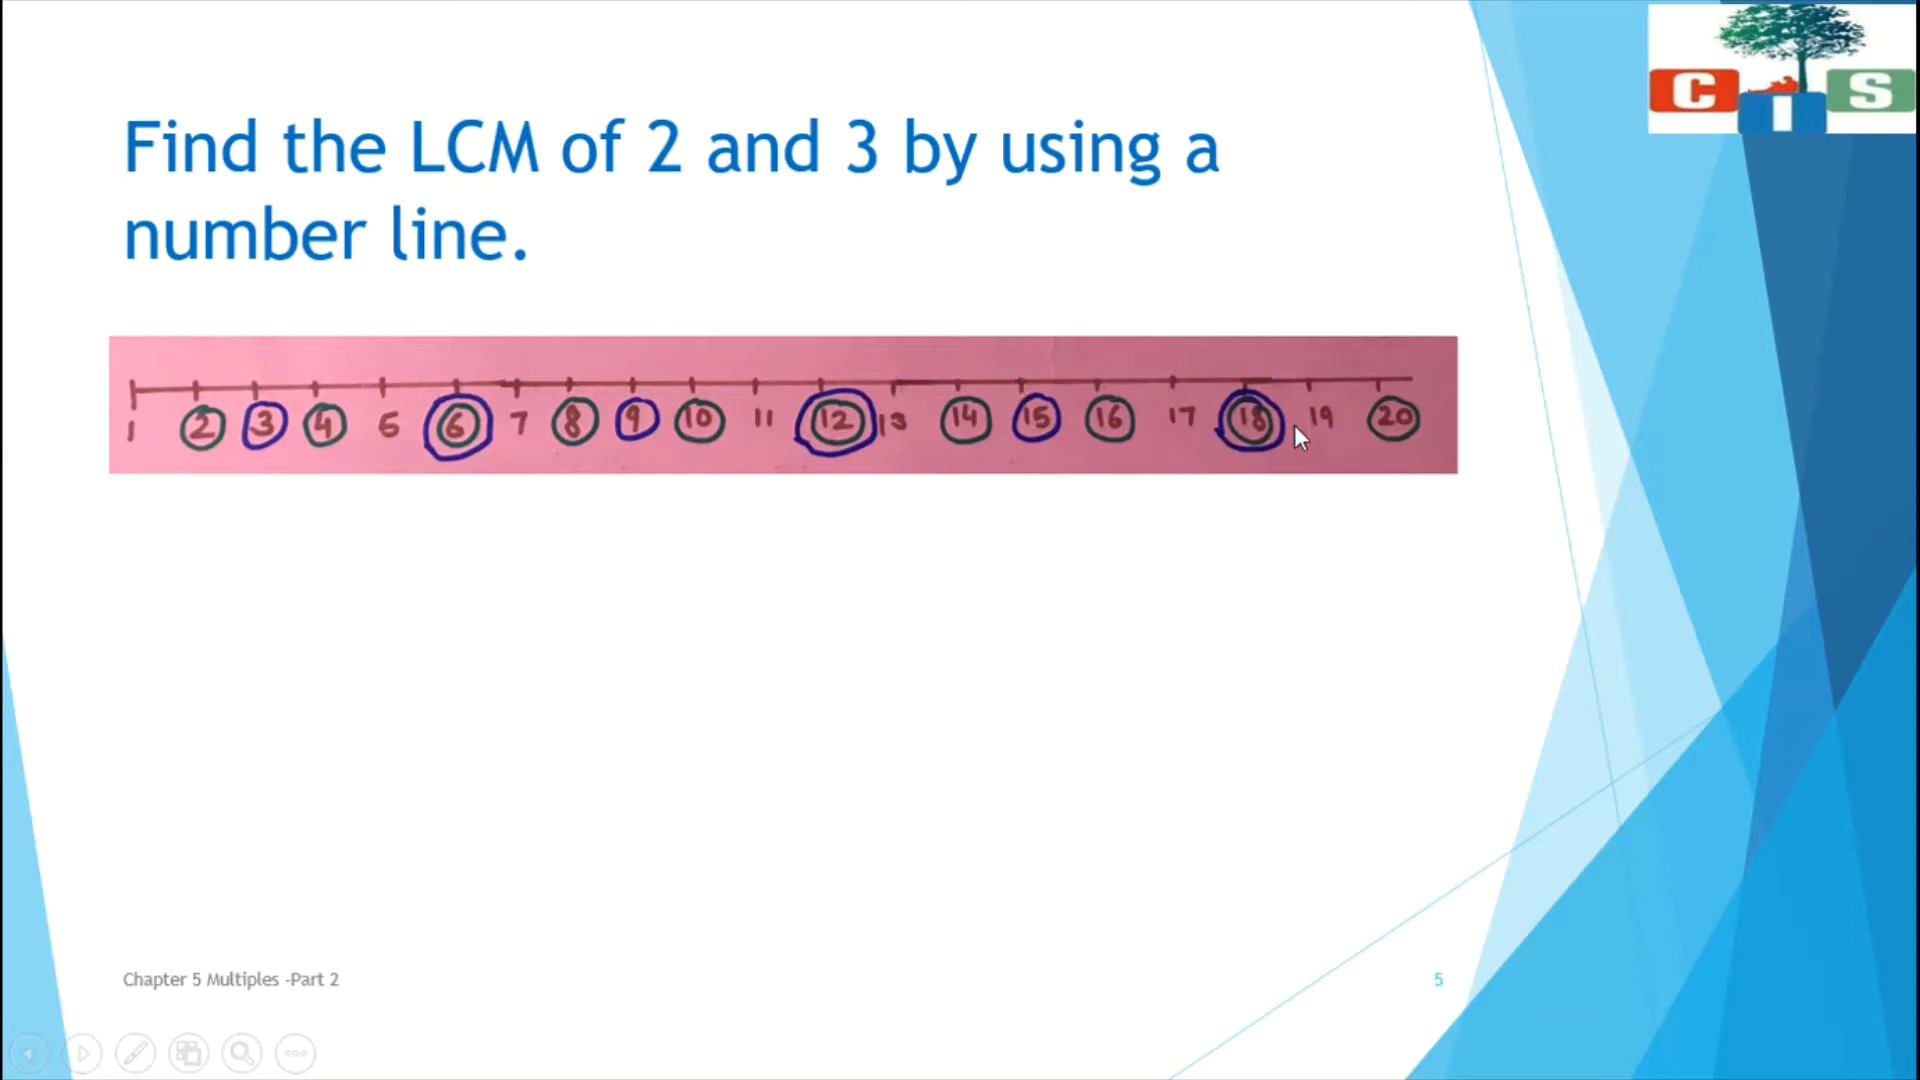 CIS
Find the LCM of 2 and 3 by using a
number line.
1 2 3 4 5 6 7 8 9 10 11 12 13 14 15 16 17 18 19 20
Chapter 5 Multiples -Part 2
5